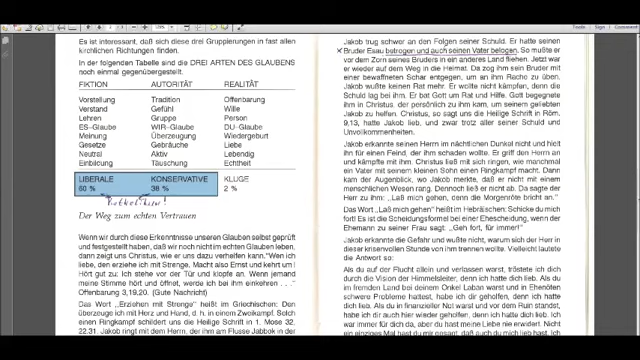 Sign
Comment
Es ist interessant, daß sich diese drei Gruppierungen in fast allen
kirchlichen Richtungen finden.
In der folgenden Tabelle sind die DREI ARTEN DES GLAUBENS
noch einmal gegenübergestellt.
FIKTION AUTORITÄT REALITÄT
Vorstellung Tradition Offenbarung
Verstand Gefühl Wille
Lehren Gruppe Person
ES-Glaube WIR-Glaube DU-Glaube
Meinung Überzeugung Wiedergeburt
Gesetze Gebräuche Liebe
Neutral Aktiv Lebendig
Einbildung Täuschung Echtheit
LIBERALE KONSERVATIVE KLUGE
60 % 38 % 2 %
Der Weg zum echten Vertrauen
Wenn wir durch diese Erkenntnisse unseren Glauben selbst geprüft
und festgestellt haben, daß wir noch nicht im echten Glauben leben,
dann zeigt uns Christus, wie er uns dazu verhelfen kann. "Wen ich
liebe, den erziehe ich mit Strenge. Macht also Ernst und kehrt um!
Hört gut zu: Ich stehe vor der Tür und klopfe an. Wenn jemand
meine Stimme hört und öffnet, werde ich bei ihm einkehren . . ."
Offenbarung 3,19.20. (Gute Nachricht)
Das Wort "Erziehen mit Strenge" heißt im Griechischen: Den
überzeuge ich mit Herz und Hand, d. h. in einem Zweikampf. Solch
einen Ringkampf schildert uns die Heilige Schrift in 1. Mose 32,
22.31. Jakob ringt mit dem Herrn, der ihm am Flusse Jabbok in der
Jakob trug schwer an den Folgen seiner Schuld. Er hatte seinen
Bruder Esau betrogen und auch seinen Vater belogen. So mußte er
vor dem Zorn seines Bruders in ein anderes Land fliehen. Jetzt war
er wieder auf dem Weg in die Heimat. Da zog ihm sein Bruder mit
einer bewaffneten Schar entgegen, um an ihm Rache zu üben.
Jakob wußte keinen Rat mehr. Er wollte nicht kämpfen, denn die
Schuld lag bei ihm. Er bat Gott um Rat und Hilfe. Gott begegnete
ihm in Christus, der persönlich zu ihm kam, um seinem geliebten
Jakob zu helfen. Christus, so sagt uns die Heilige Schrift in Röm.
9,13, hatte Jakob lieb, und zwar trotz aller seiner Schuld und
Unvollkommenheiten.
Jakob erkannte seinen Herrn im nächtlichen Dunkel nicht und hielt
ihn für einen Feind, der ihm schaden wollte. Er griff den Herrn an
und kämpfte mit ihm. Christus ließ mit sich ringen, wie manchmal
ein Vater mit seinem kleinen Sohn einen Ringkampf macht. Dann
kam der Augenblick, wo Jakob merkte, daß er nicht mit einem
menschlichen Wesen rang. Dennoch ließ er nicht ab. Da sagte der
Herr zu ihm: "Laß mich gehen, denn die Morgenröte bricht an."
Das Wort "Laß mich gehen" heißt im Hebräischen: Schicke du mich
fort! Es ist die Scheidungsformel bei einer Ehescheidung, wenn der
Ehemann zu seiner Frau sagt: "Geh fort, für immer!"
Jakob erkannte die Gefahr und wußte nicht, warum sich der Herr in
dieser krisenvollen Stunde von ihm trennen wollte. Vielleicht lautete
die Antwort so:
Als du auf der Flucht allein und verlassen warst, tröstete ich dich
durch die Vision der Himmelsleiter, denn ich hatte dich lieb. Als du
im fremden Land bei deinem Onkel Laban warst und in Eheleben
schwere Probleme hattest, habe ich dir geholfen, denn ich hatte
dich lieb. Als du in finanzieller Not warst und vor dem Ruin standest,
habe ich dir geholfen, denn ich hatte dich auch da noch lieb. Ich
war immer für dich da, aber du hast meine Liebe nie erwidert. Nicht
ein einziges Mal hast du mir gesagt, daß du auch mich lieb hast.